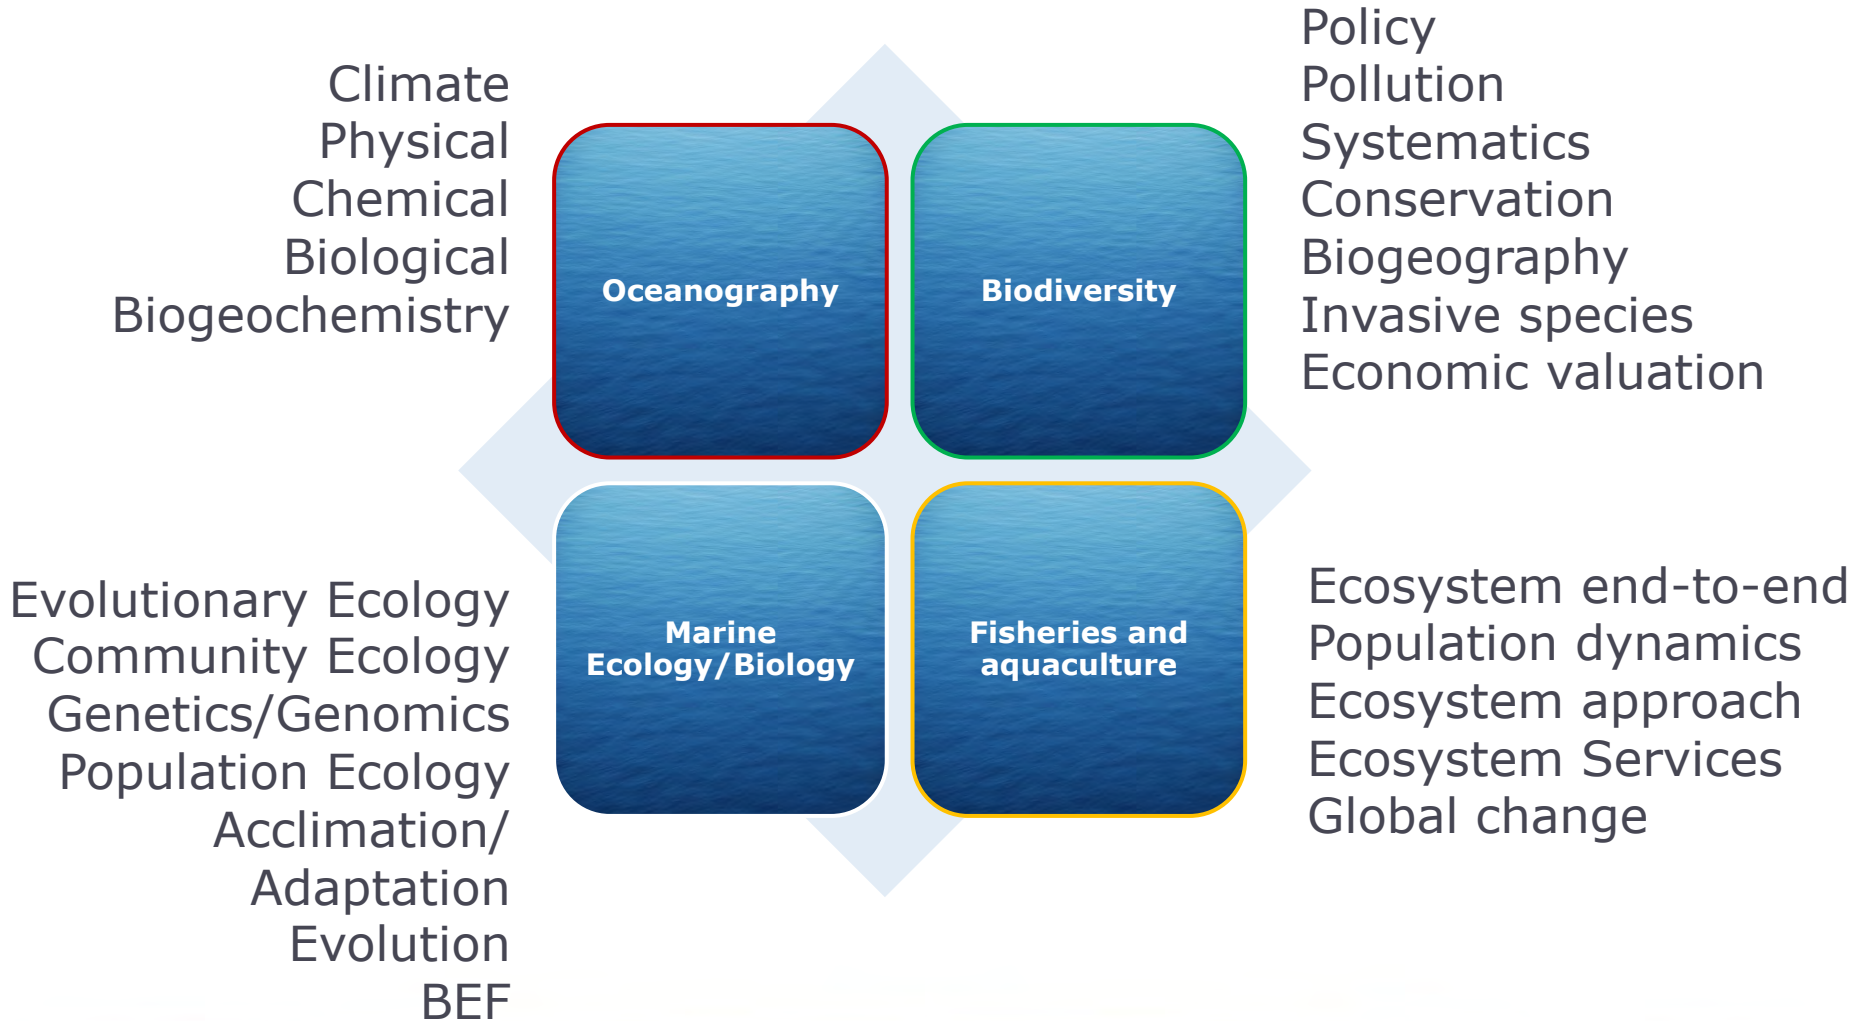 Climate
Physical
Chemical
Biological
Biogeochemistry
Oceanography
Biodiversity
Policy
Pollution
Systematics
Conservation
Biogeography
Invasive species
Economic valuation
Evolutionary Ecology
Community Ecology
Genetics/Genomics
Population Ecology
Acclimation/
Adaptation
Evolution
BEF
Marine
Ecology/Biology
Fisheries and
aquaculture
Ecosystem end-to-end
Population dynamics
Ecosystem approach
Ecosystem Services
Global change